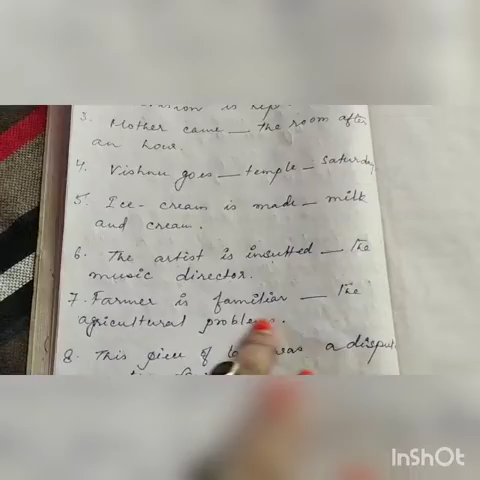 3. Mother came _ the room after
an hour.
4. Vishnu goes _ temple _ Saturday
5. Ice-cream is made _ milk
and cream.
6. The artist is insulted _ the
music director.
7. Farmer is familiar _ the
agricultural problems.
8. This piece of was a disput
InShOt